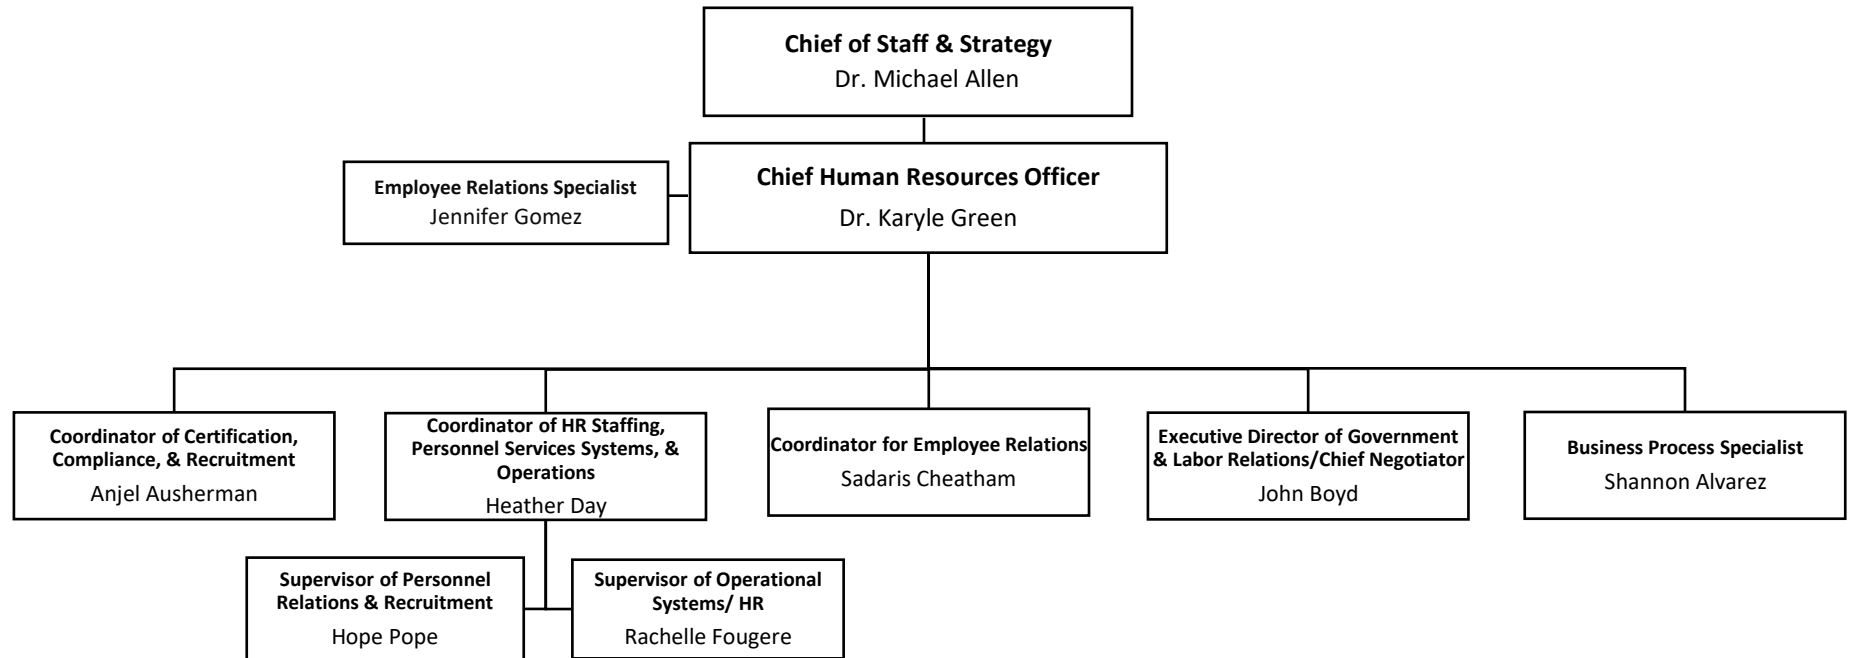 Chief of Staff & Strategy
Dr. Michael Allen
Employee Relations Specialist
Jennifer Gomez
Chief Human Resources Officer
Dr. Karyle Green
Coordinator of Certification,
Compliance, & Recruitment
Anjel Ausherman
Coordinator of HR Staffing,
Personnel Services Systems, &
Operations
Heather Day
Coordinator for Employee Relations
Sadaris Cheatham
Executive Director of Government
& Labor Relations/Chief Negotiator
John Boyd
Business Process Specialist
Shannon Alvarez
Supervisor of Personnel
Relations & Recruitment
Hope Pope
Supervisor of Operational
Systems/ HR
Rachelle Fougere